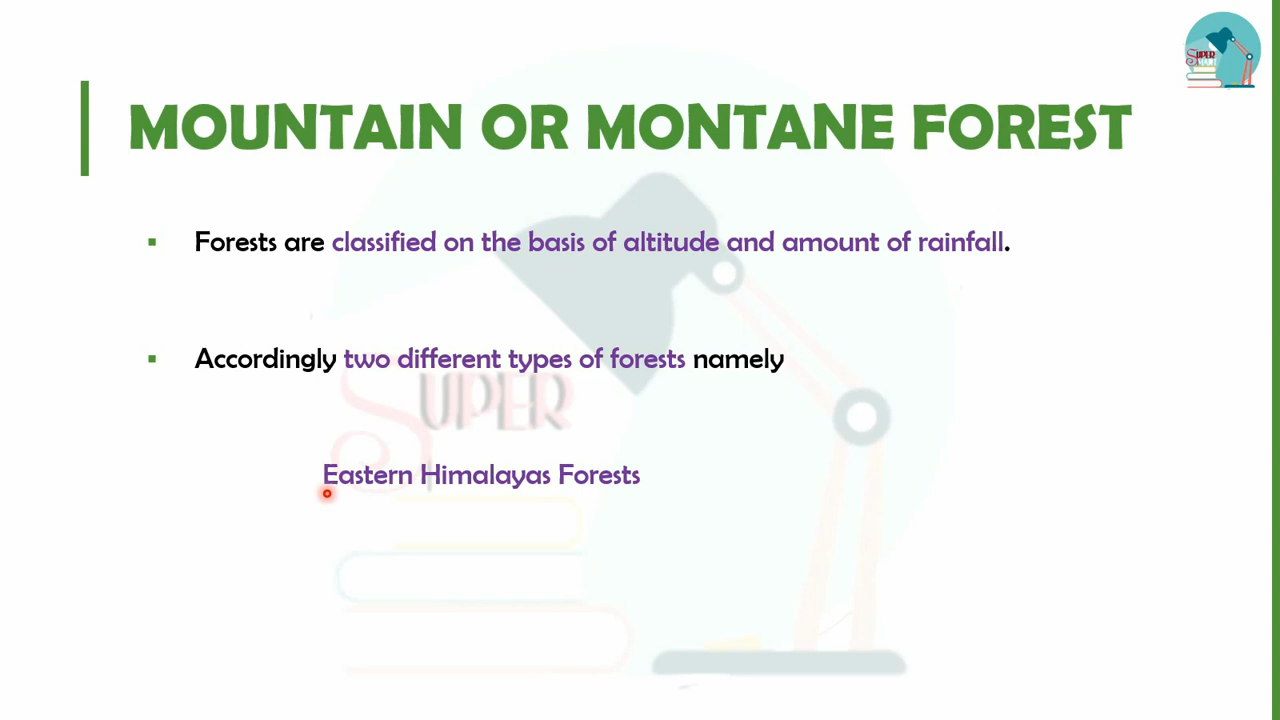 MOUNTAIN OR MONTANE FOREST
Forests are classified on the basis of altitude and amount of rainfall.
Accordingly two different types of forests namely
SUPER
Eastern Himalayas Forests